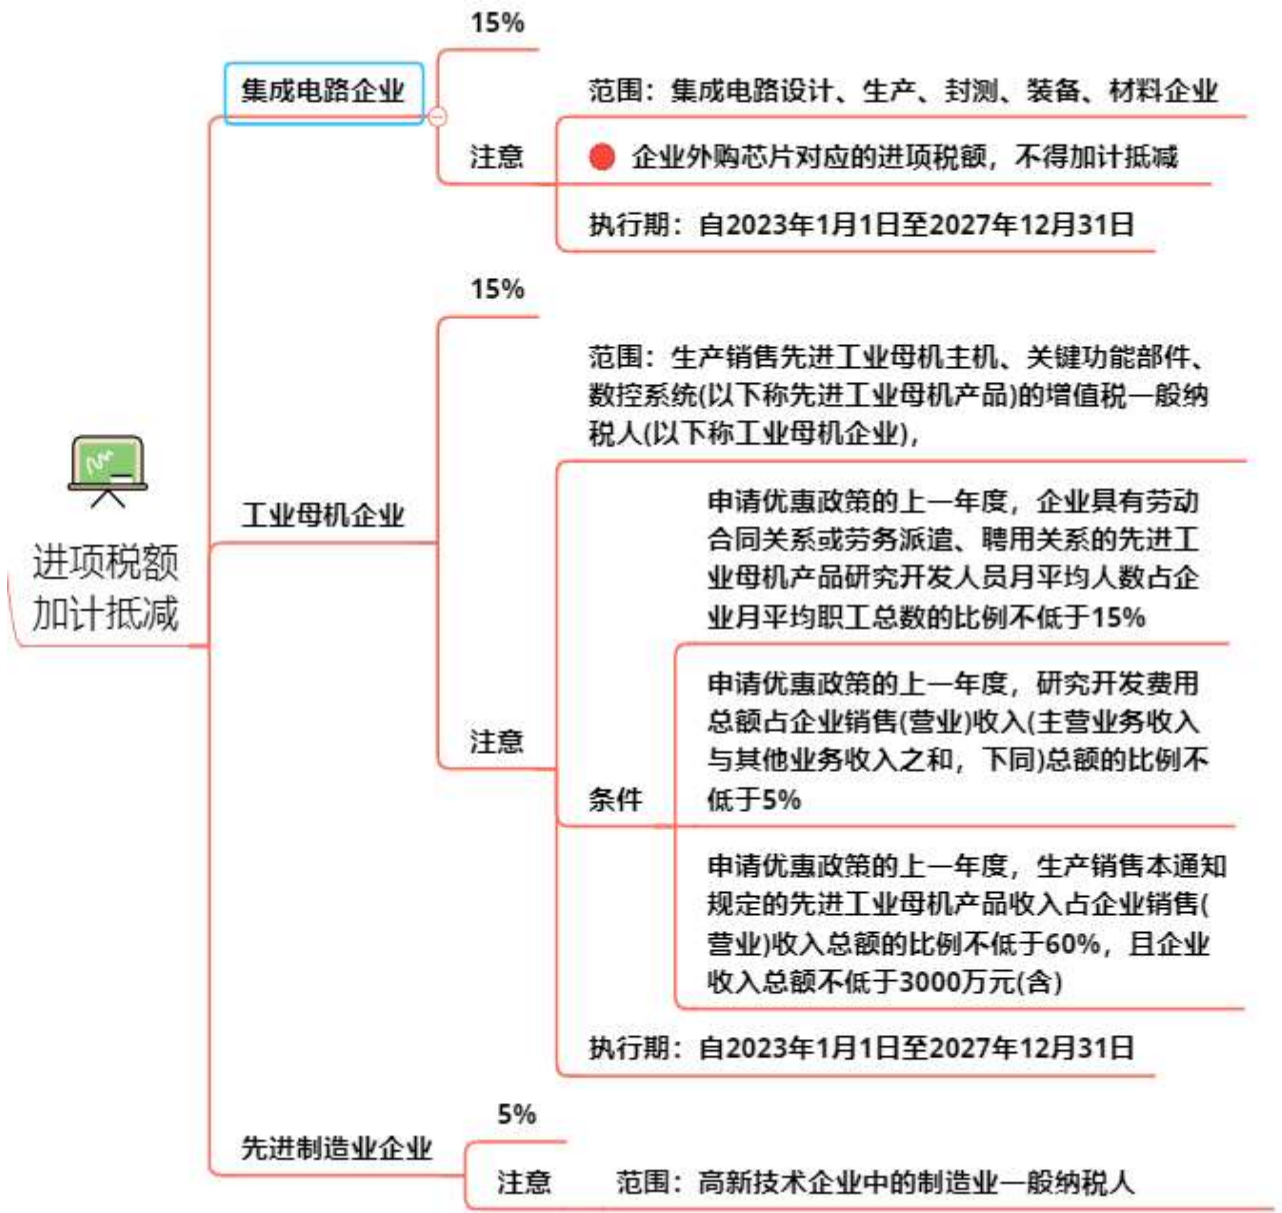 进项税额
加计抵减
集成电路企业
15%
注意
范围：集成电路设计、生产、封测、装备、材料企业
企业外购芯片对应的进项税额，不得加计抵减
执行期：自2023年1月1日至2027年12月31日
工业母机企业
15%
注意
范围：生产销售先进工业母机主机、关键功能部件、
数控系统(以下称先进工业母机产品)的增值税一般纳
税人(以下称工业母机企业)，
条件
申请优惠政策的上一年度，企业具有劳动
合同关系或劳务派遣、聘用关系的先进工
业母机产品研究开发人员月平均人数占企
业月平均职工总数的比例不低于15%
申请优惠政策的上一年度，研究开发费用
总额占企业销售(营业)收入(主营业务收入
与其他业务收入之和，下同)总额的比例不
低于5%
申请优惠政策的上一年度，生产销售本通知
规定的先进工业母机产品收入占企业销售(
营业)收入总额的比例不低于60%，且企业
收入总额不低于3000万元(含)
执行期：自2023年1月1日至2027年12月31日
先进制造业企业
5%
注意
范围：高新技术企业中的制造业一般纳税人